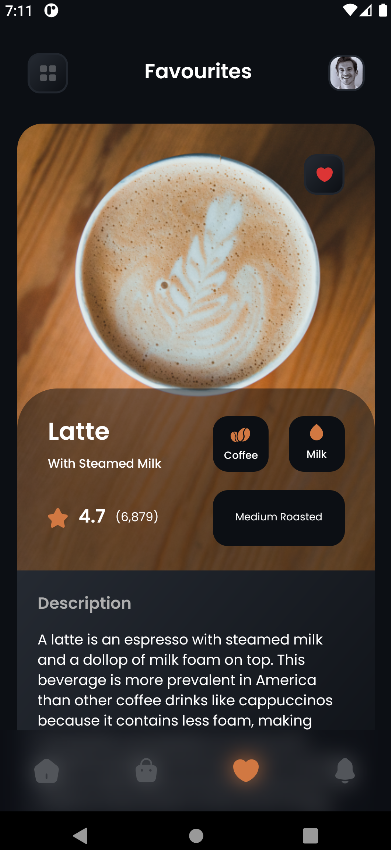 7:11
Favourites
Latte
With Steamed Milk
Coffee
Milk
4.7 (6,879)
Medium Roasted
Description
A latte is an espresso with steamed milk
and a dollop of milk foam on top. This
beverage is more prevalent in America
than other coffee drinks like cappuccinos
because it contains less foam, making